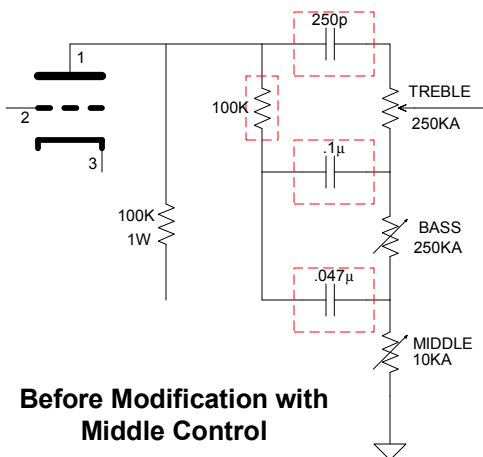 250p
1
100K
TREBLE
250KA
2
3
.1µ
100K
1W
BASS
250KA
.047µ
MIDDLE
10KA
Before Modification with
Middle Control